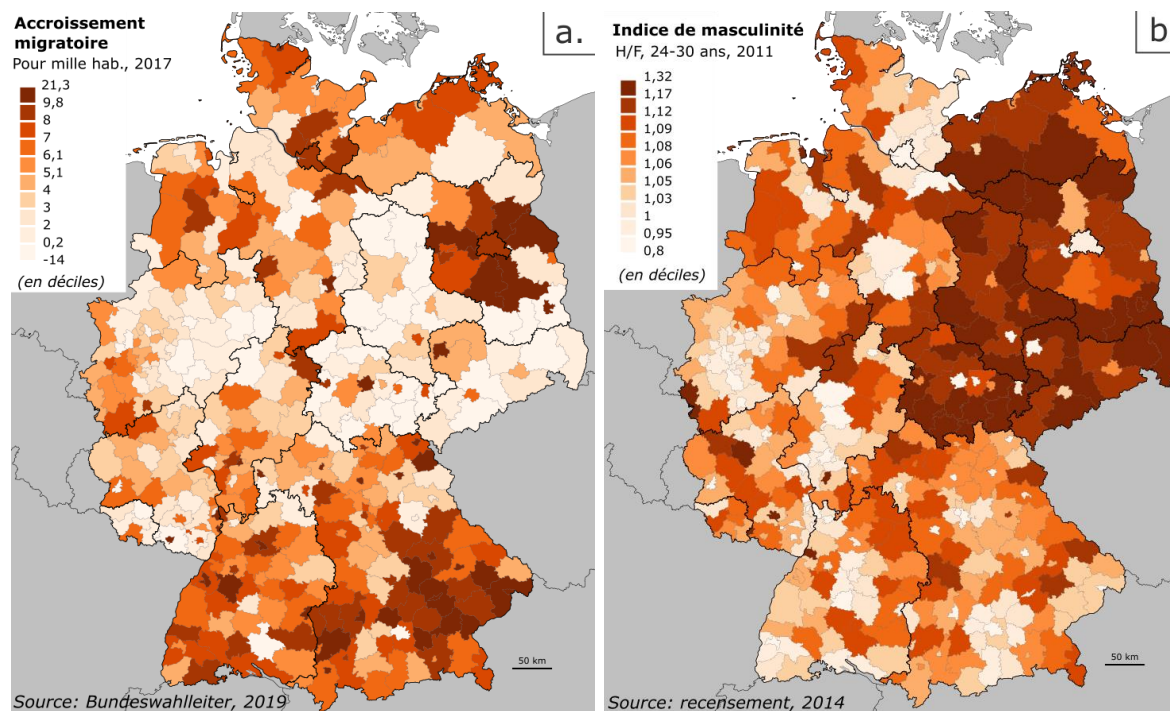 Accroissement
migratoire
Pour mille hab., 2017
21,3
9,8
8
7
6,1
5,1
4
3
2
0,2
-14
(en déciles)
a.
50 km
Source: Bundeswahlleiter, 2019
Indice de masculinité
H/F, 24-30 ans, 2011
1,32
1,17
1,12
1,09
1,08
1,06
1,05
1,03
1
0,95
0,8
(en déciles)
b
50 km
Source: recensement, 2014